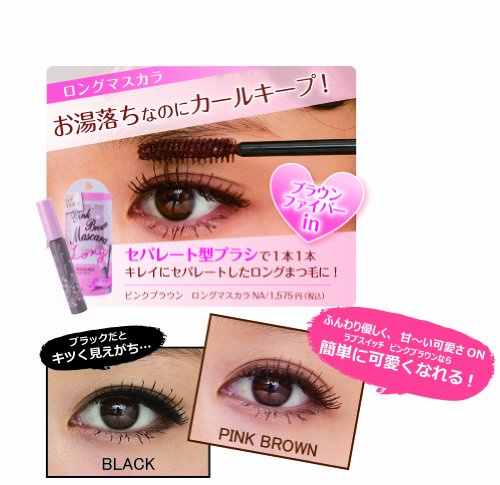 ロングマスカラ
お湯落ちなのにカールキープ！
ブラウン
ファイバー
in
Pink Brown
Mascara
Long
セパレート型ブラシで1本1本
キレイにセパレートしたロングまつ毛に！
ピンクブラウン ロングマスカラ NA/1,575円(税込)
ブラックだと
キツく見えがち…
ふんわり優しく、甘〜い可愛さON
ラブスイッチ ピンクブラウンなら
簡単に可愛くなれる！
BLACK
PINK BROWN